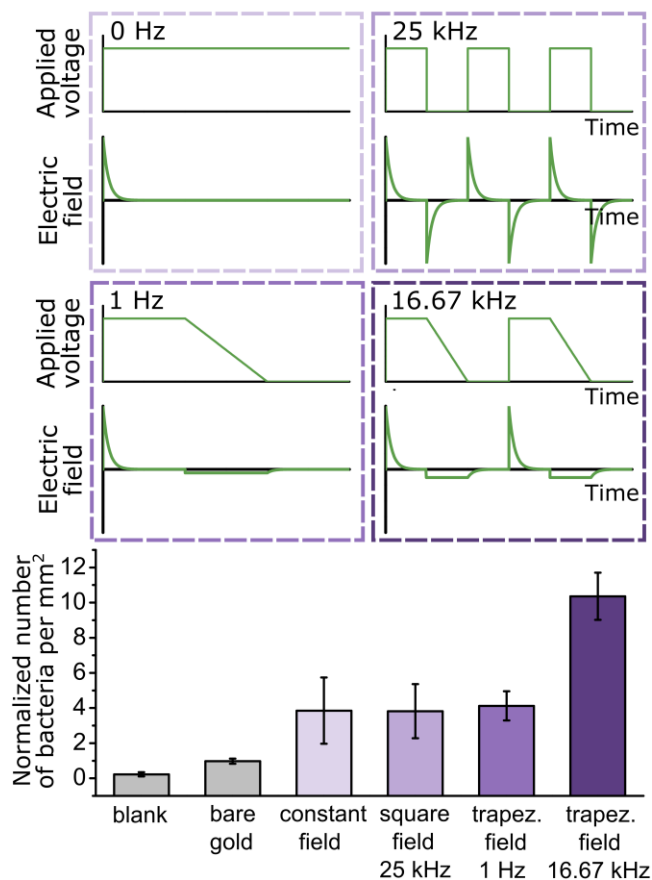 0 Hz
Applied
voltage
Electric
field
25 kHz
Time
Time
1 Hz
Applied
voltage
Electric
field
16.67 kHz
Time
Time
Normalized number
of bacteria per mm²
12
10
8
6
4
2
0
blank
bare
gold
constant
field
square
field
25 kHz
trapez.
field
1 Hz
trapez.
field
16.67 kHz